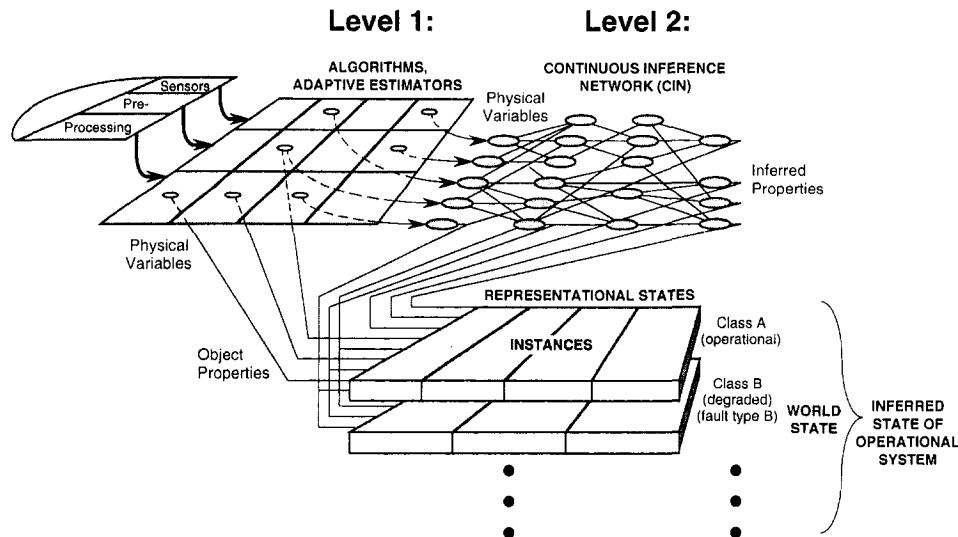 Level 1:
Level 2:
ALGORITHMS,
ADAPTIVE ESTIMATORS
CONTINUOUS INFERENCE
NETWORK (CIN)
Sensors
Pre-
Processing
Physical
Variables
Inferred
Properties
Physical
Variables
REPRESENTATIONAL STATES
INSTANCES
Class A
(operational)
Object
Properties
Class B
(degraded)
(fault type B)
WORLD
STATE
INFERRED
STATE OF
OPERATIONAL
SYSTEM